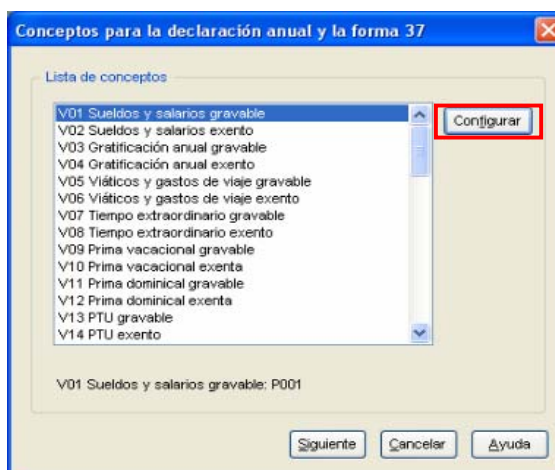 Conceptos para la declaración anual y la forma 37
Lista de conceptos
V01 Sueldos y salarios gravable
V02 Sueldos y salarios exento
V03 Gratificación anual gravable
V04 Gratificación anual exento
V05 Viáticos y gastos de viaje gravable
V06 Viáticos y gastos de viaje exento
V07 Tiempo extraordinario gravable
V08 Tiempo extraordinario exento
V09 Prima vacacional gravable
V10 Prima vacacional exenta
V11 Prima dominical gravable
V12 Prima dominical exenta
V13 PTU gravable
V14 PTU exento
Configurar
V01 Sueldos y salarios gravable: P001
Siguiente
Cancelar
Ayuda